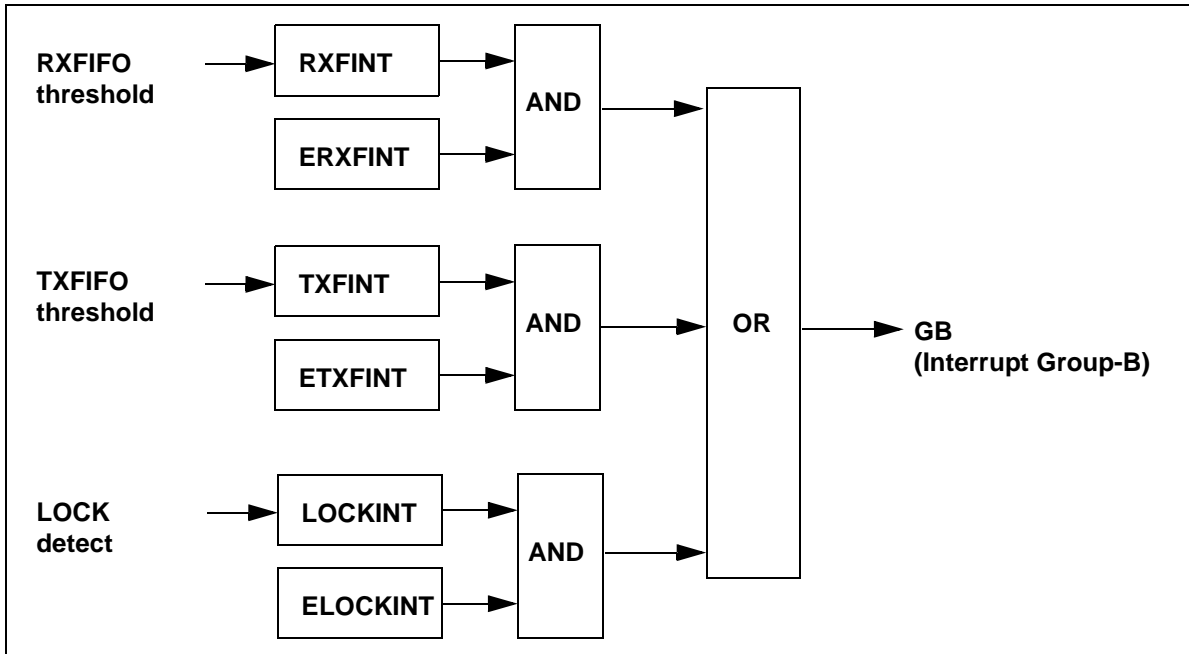 RXFIFO
threshold
RXFINT
ERXFINT
AND
TXFIFO
threshold
TXFINT
ETXFINT
AND
LOCK
detect
LOCKINT
ELOCKINT
AND
OR
GB
(Interrupt Group-B)